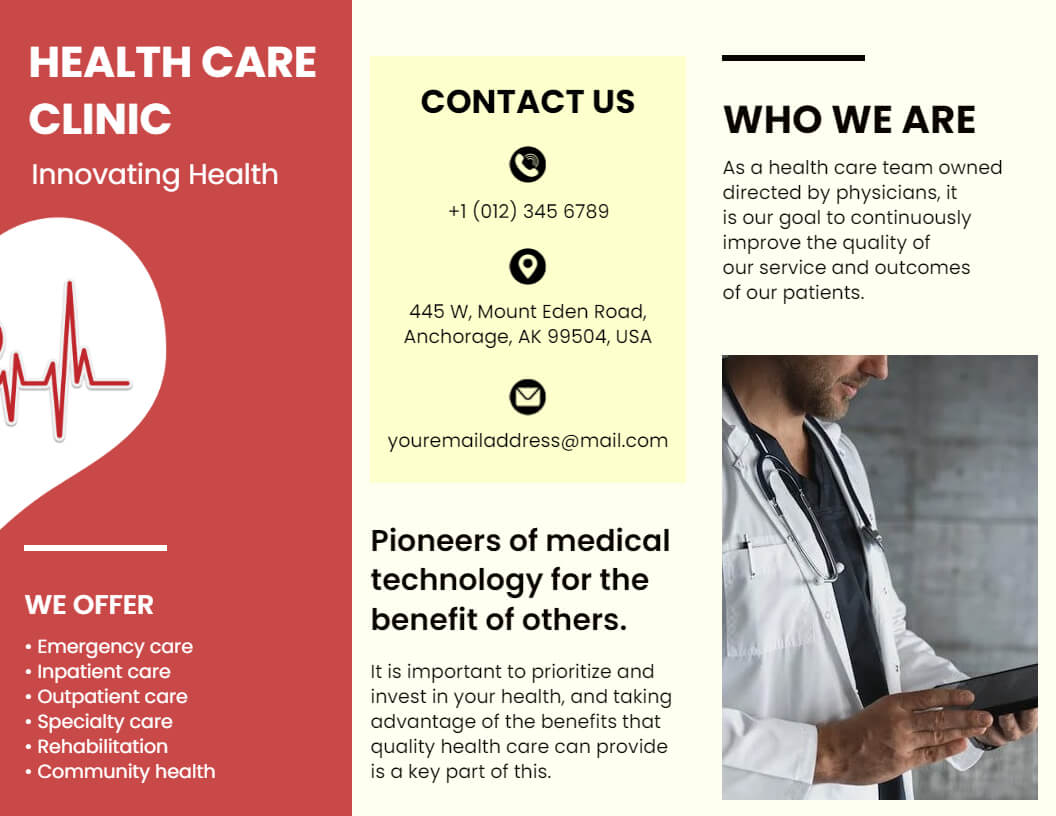 HEALTH CARE
CLINIC
Innovating Health
WE OFFER
• Emergency care
• Inpatient care
• Outpatient care
• Specialty care
• Rehabilitation
• Community health
CONTACT US
+1 (012) 345 6789
445 W, Mount Eden Road,
Anchorage, AK 99504, USA
youremailaddress@mail.com
Pioneers of medical
technology for the
benefit of others.
It is important to prioritize and
invest in your health, and taking
advantage of the benefits that
quality health care can provide
is a key part of this.
WHO WE ARE
As a health care team owned
directed by physicians, it
is our goal to continuously
improve the quality of
our service and outcomes
of our patients.